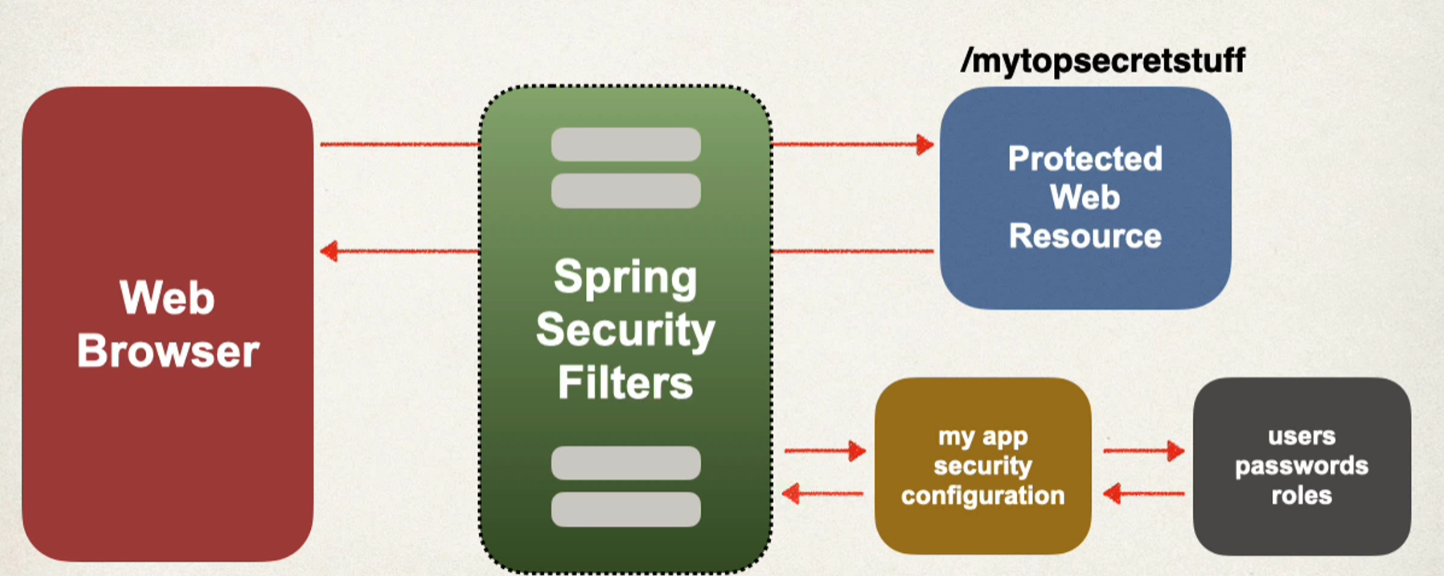 /mytopsecretstuff
Web
Browser
Spring
Security
Filters
Protected
Web
Resource
my app
security
configuration
users
passwords
roles